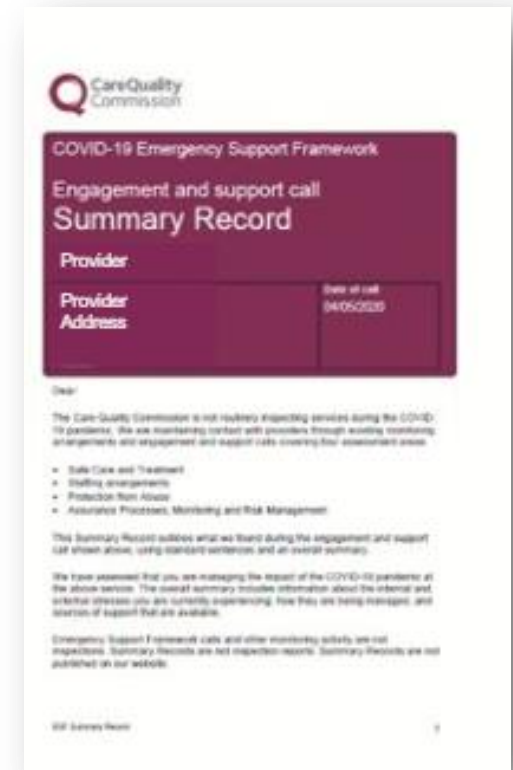 CareQuality
Commission
COVID-19 Emergency Support Framework
Engagement and support call
Summary Record
Provider
Provider
Address
Date of call
04/05/2020
Dear
The Care Quality Commission is not routinely inspecting services during the COVID-
19 pandemic. We are maintaining contact with providers through existing monitoring
arrangements and engagement and support calls covering four assessment areas
• Safe Care and Treatment
• Staffing arrangements
• Protection from Abuse
• Assurance Processes, Monitoring and Risk Management
This Summary Record outlines what we found during the engagement and support
call shown above, using standard sentences and an overall summary.
We have assessed that you are managing the impact of the COVID-19 pandemic at
the above service. The overall summary includes information about the internal and
external stresses you are currently experiencing, how they are being managed, and
sources of support that are available.
Emergency Support Framework calls and other monitoring activity are not
inspections. Summary Records are not inspection reports. Summary Records are not
published on our website.
ESF Summary Record